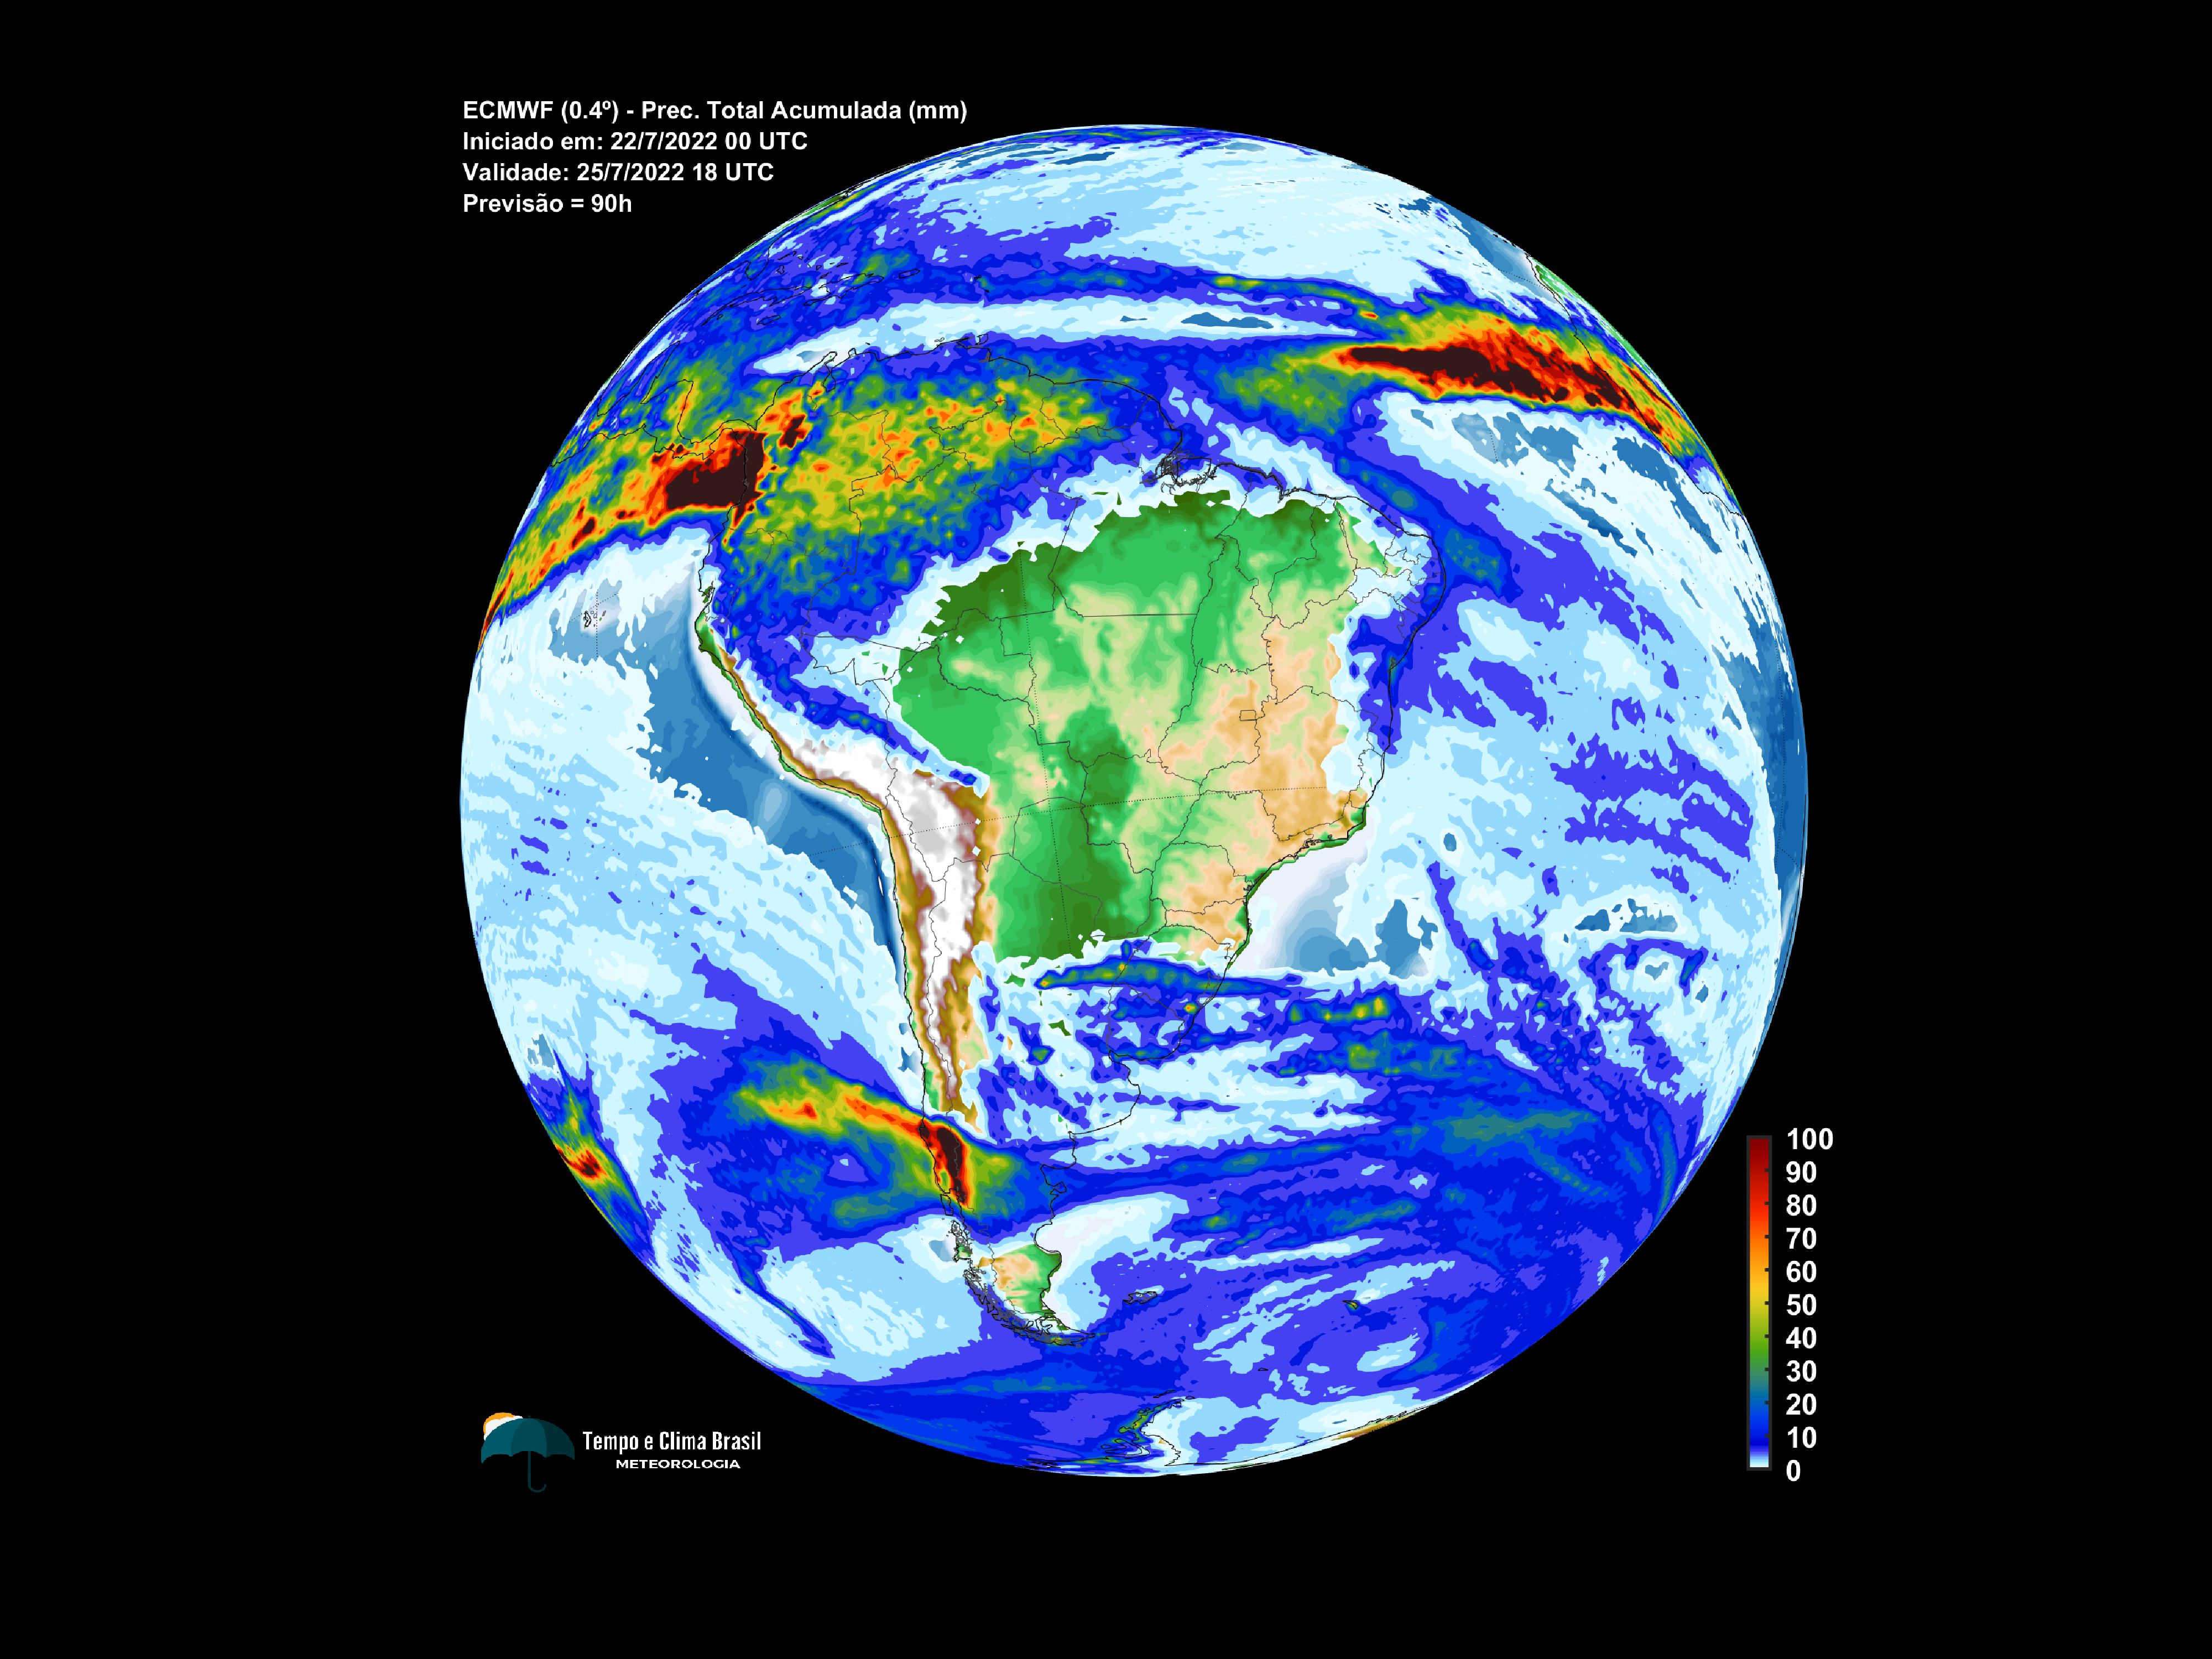 ECMWF (0.4º) - Prec. Total Acumulada (mm)
Iniciado em: 22/7/2022 00 UTC
Validade: 25/7/2022 18 UTC
Previsão = 90h
100
90
80
70
60
50
40
30
20
10
0
Tempo e Clima Brasil
METEOROLOGIA